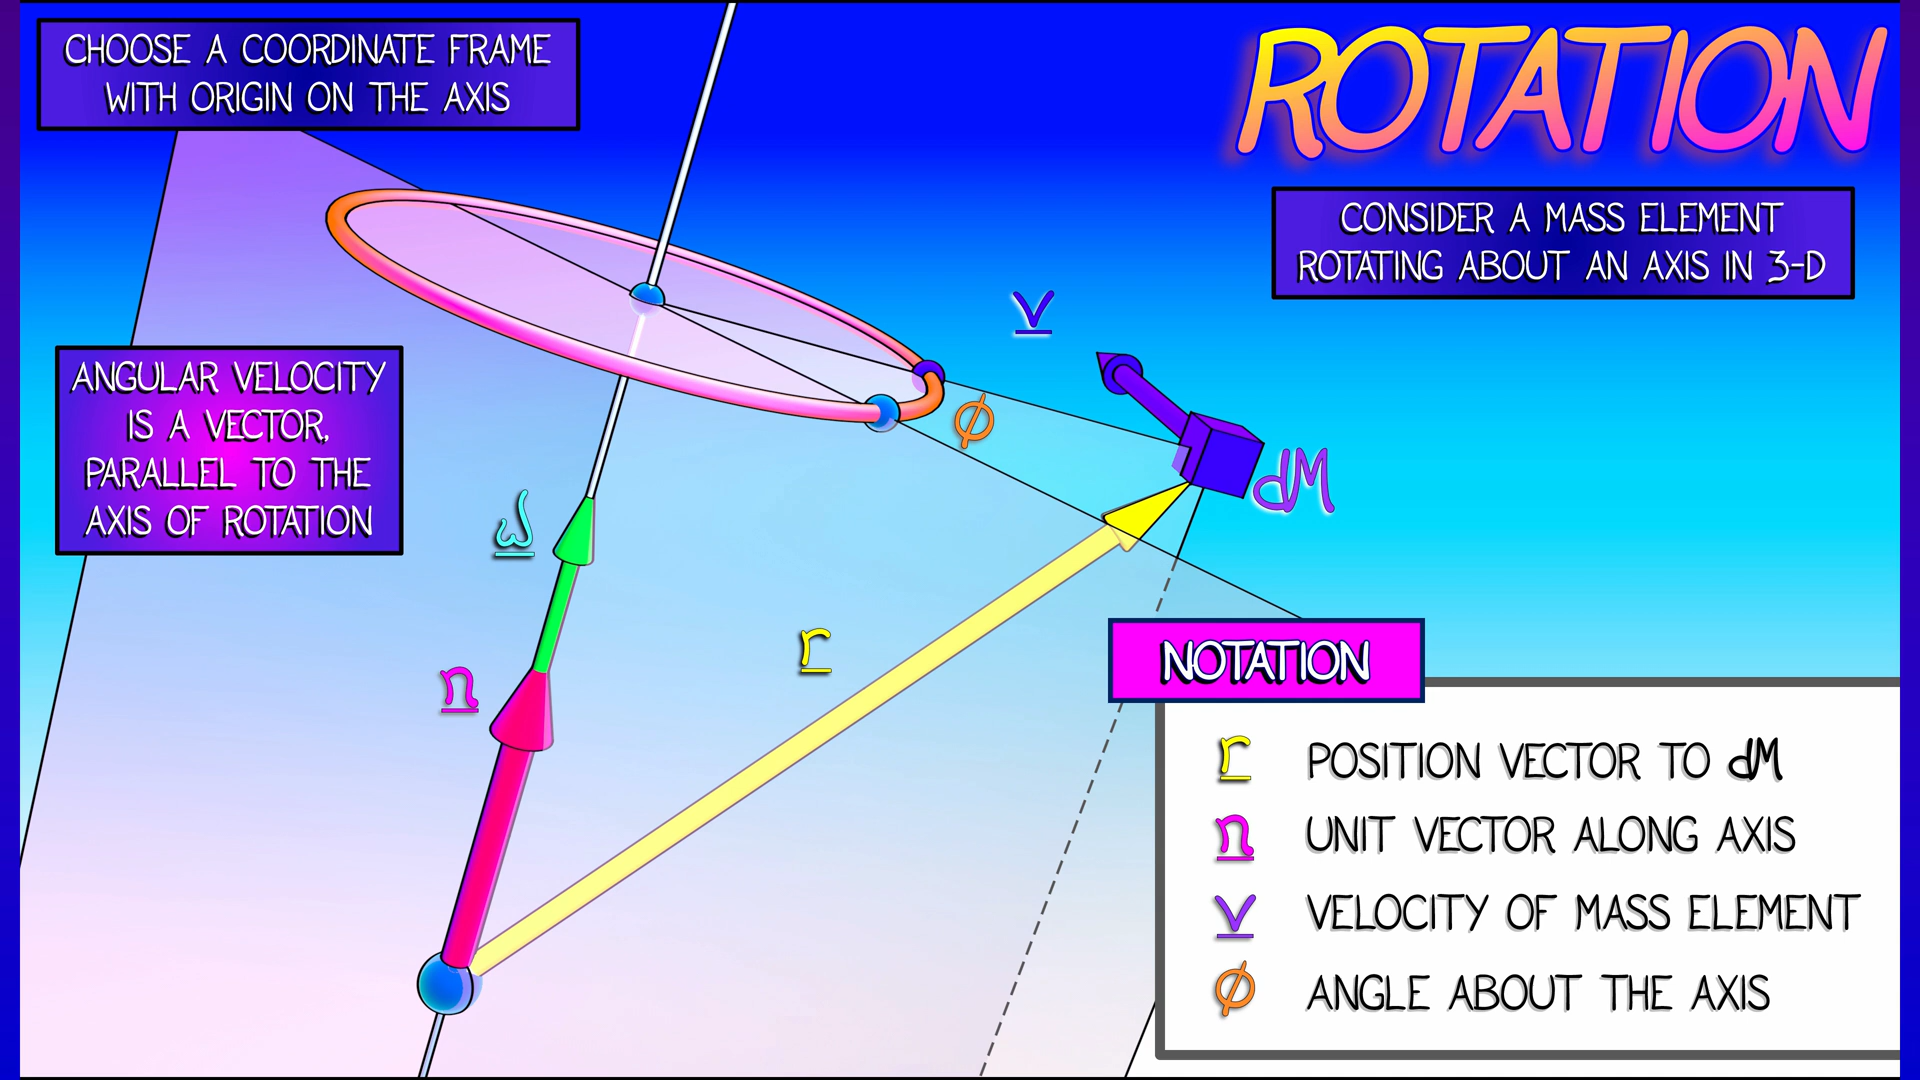 CHOOSE A COORDINATE FRAME
WITH ORIGIN ON THE AXIS
ROTATION
CONSIDER A MASS ELEMENT
ROTATING ABOUT AN AXIS IN 3-D
v
ANGULAR VELOCITY
IS A VECTOR,
PARALLEL TO THE
AXIS OF ROTATION
ϕ
dM
ω
r
n
NOTATION
r POSITION VECTOR TO dM
n UNIT VECTOR ALONG AXIS
v VELOCITY OF MASS ELEMENT
ϕ ANGLE ABOUT THE AXIS